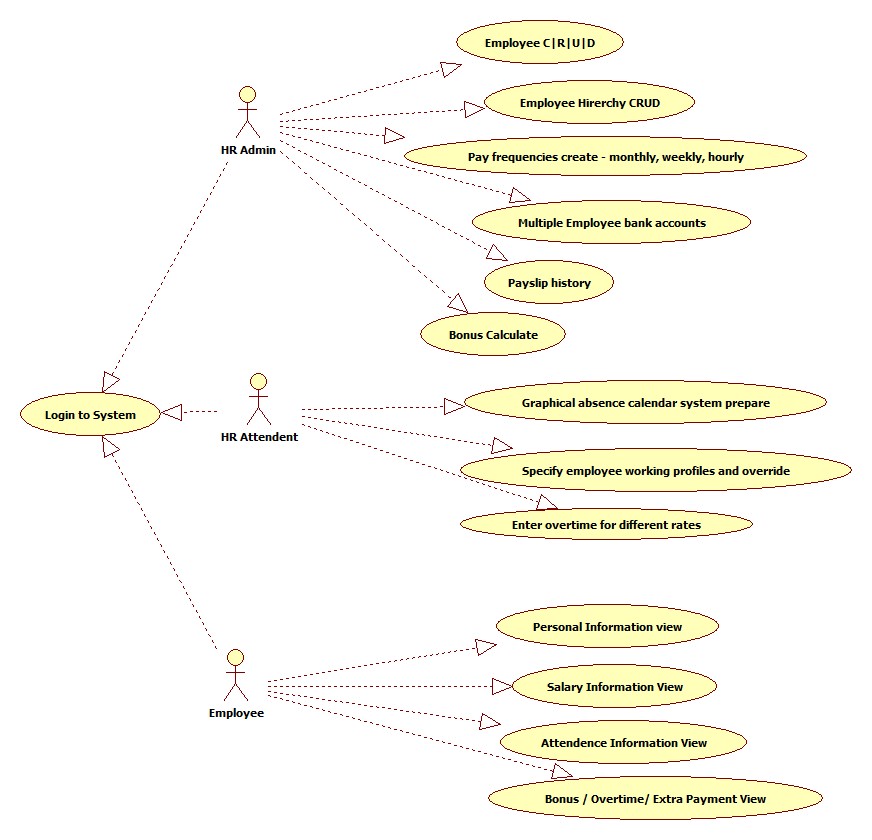 Employee C|R|U|D
Employee Hirerchy CRUD
HR Admin
Pay frequencies create - monthly, weekly, hourly
Multiple Employee bank accounts
Payslip history
Bonus Calculate
Login to System
HR Attendent
Graphical absence calendar system prepare
Specify employee working profiles and override
Enter overtime for different rates
Employee
Personal Information view
Salary Information View
Attendence Information View
Bonus / Overtime/ Extra Payment View